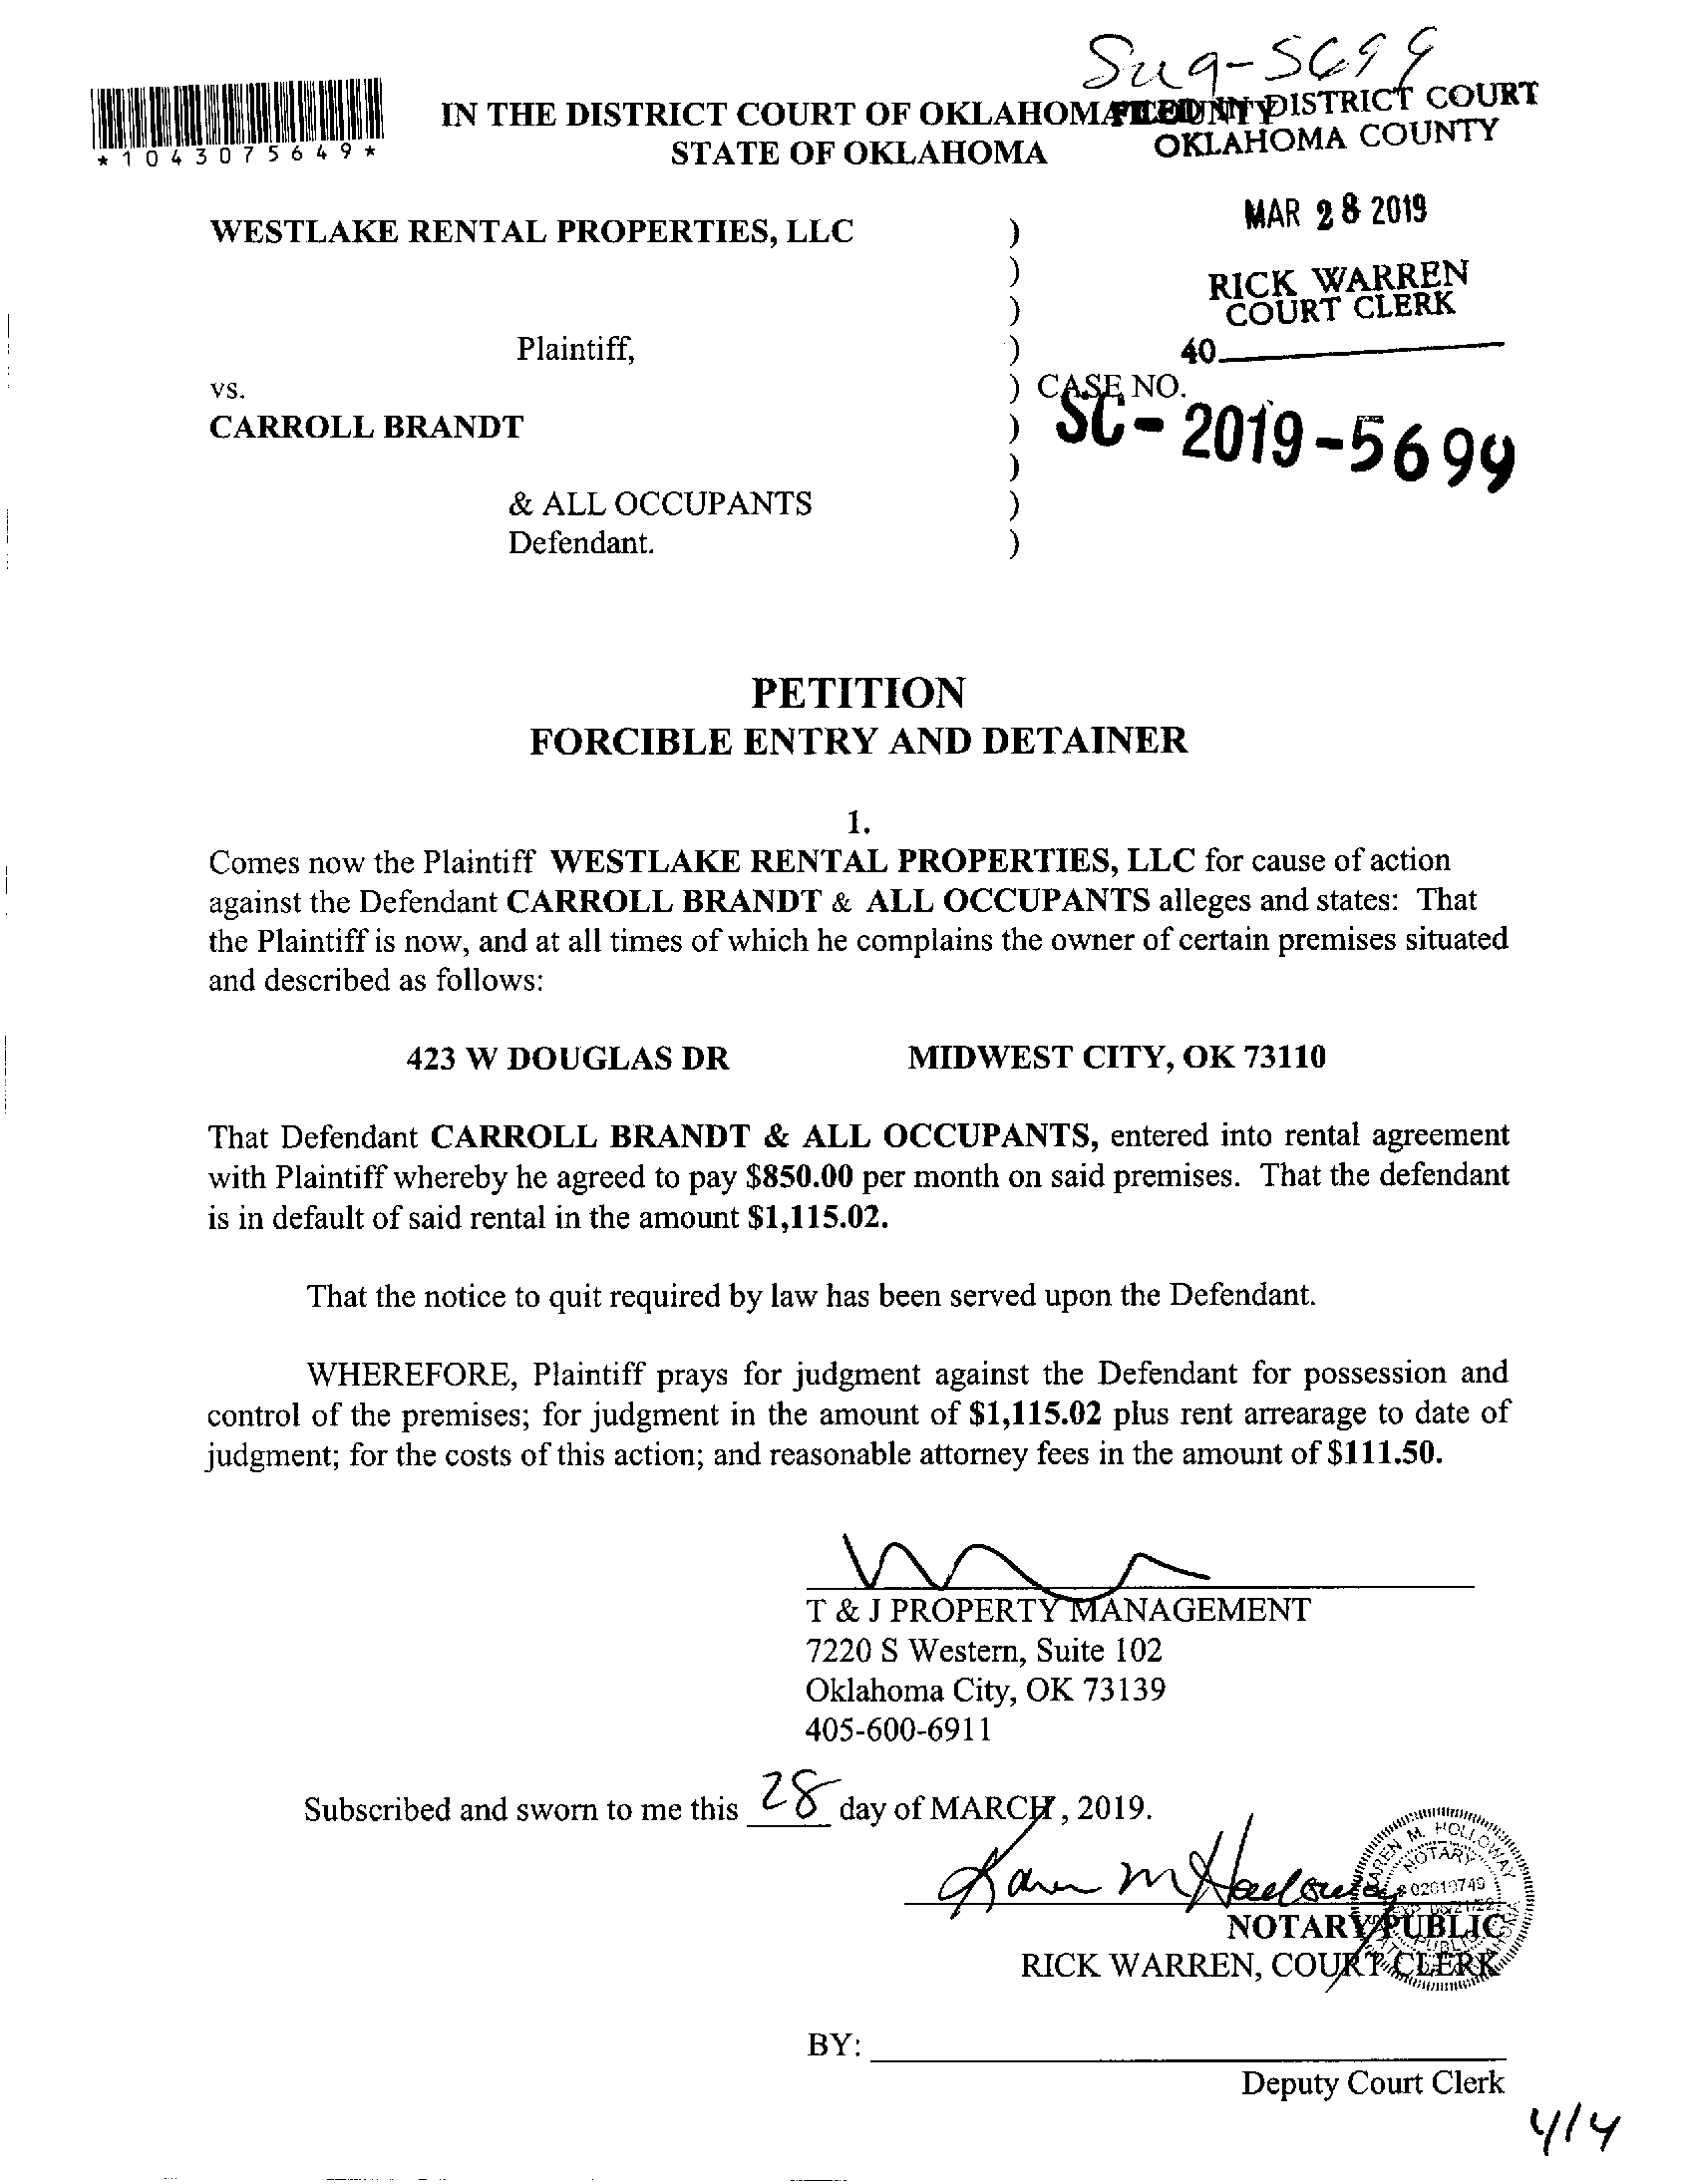 IN THE DISTRICT COURT OF OKLAHOMA COUNTY
STATE OF OKLAHOMA
FILED IN DISTRICT COURT
OKLAHOMA COUNTY
*1043075649*
MAR 28 2019
RICK WARREN
COURT CLERK
40
WESTLAKE RENTAL PROPERTIES, LLC )
)
)
Plaintiff, )
vs. ) CASE NO.
CARROLL BRANDT ) SC-2019-5699
)
& ALL OCCUPANTS )
Defendant. )
PETITION
FORCIBLE ENTRY AND DETAINER
1.
Comes now the Plaintiff WESTLAKE RENTAL PROPERTIES, LLC for cause of action
against the Defendant CARROLL BRANDT & ALL OCCUPANTS alleges and states: That
the Plaintiff is now, and at all times of which he complains the owner of certain premises situated
and described as follows:
423 W DOUGLAS DR MIDWEST CITY, OK 73110
That Defendant CARROLL BRANDT & ALL OCCUPANTS, entered into rental agreement
with Plaintiff whereby he agreed to pay $850.00 per month on said premises. That the defendant
is in default of said rental in the amount $1,115.02.
That the notice to quit required by law has been served upon the Defendant.
WHEREFORE, Plaintiff prays for judgment against the Defendant for possession and
control of the premises; for judgment in the amount of $1,115.02 plus rent arrearage to date of
judgment; for the costs of this action; and reasonable attorney fees in the amount of $111.50.
T & J PROPERTY MANAGEMENT
7220 S Western, Suite 102
Oklahoma City, OK 73139
405-600-6911
Subscribed and sworn to me this 28 day of MARCH, 2019.
Karen M Holloway
KAREN M. HOLLOWAY
NOTARY
# 02010749
PUBLIC
NOTARY PUBLIC
RICK WARREN, COURT CLERK
BY:
Deputy Court Clerk
4/4